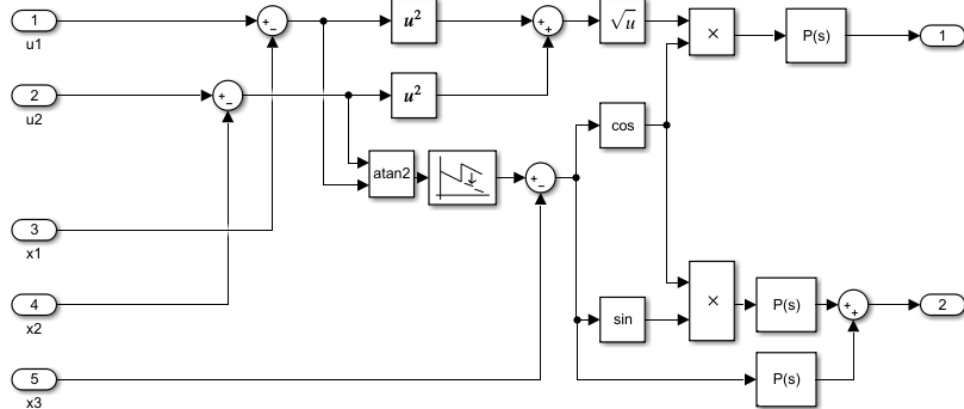 1
u1
+
−
u²
+
+
√u
×
P(s)
1
2
u2
+
−
u²
cos
atan2
+
−
3
x1
4
x2
sin
×
P(s)
+
+
2
5
x3
P(s)